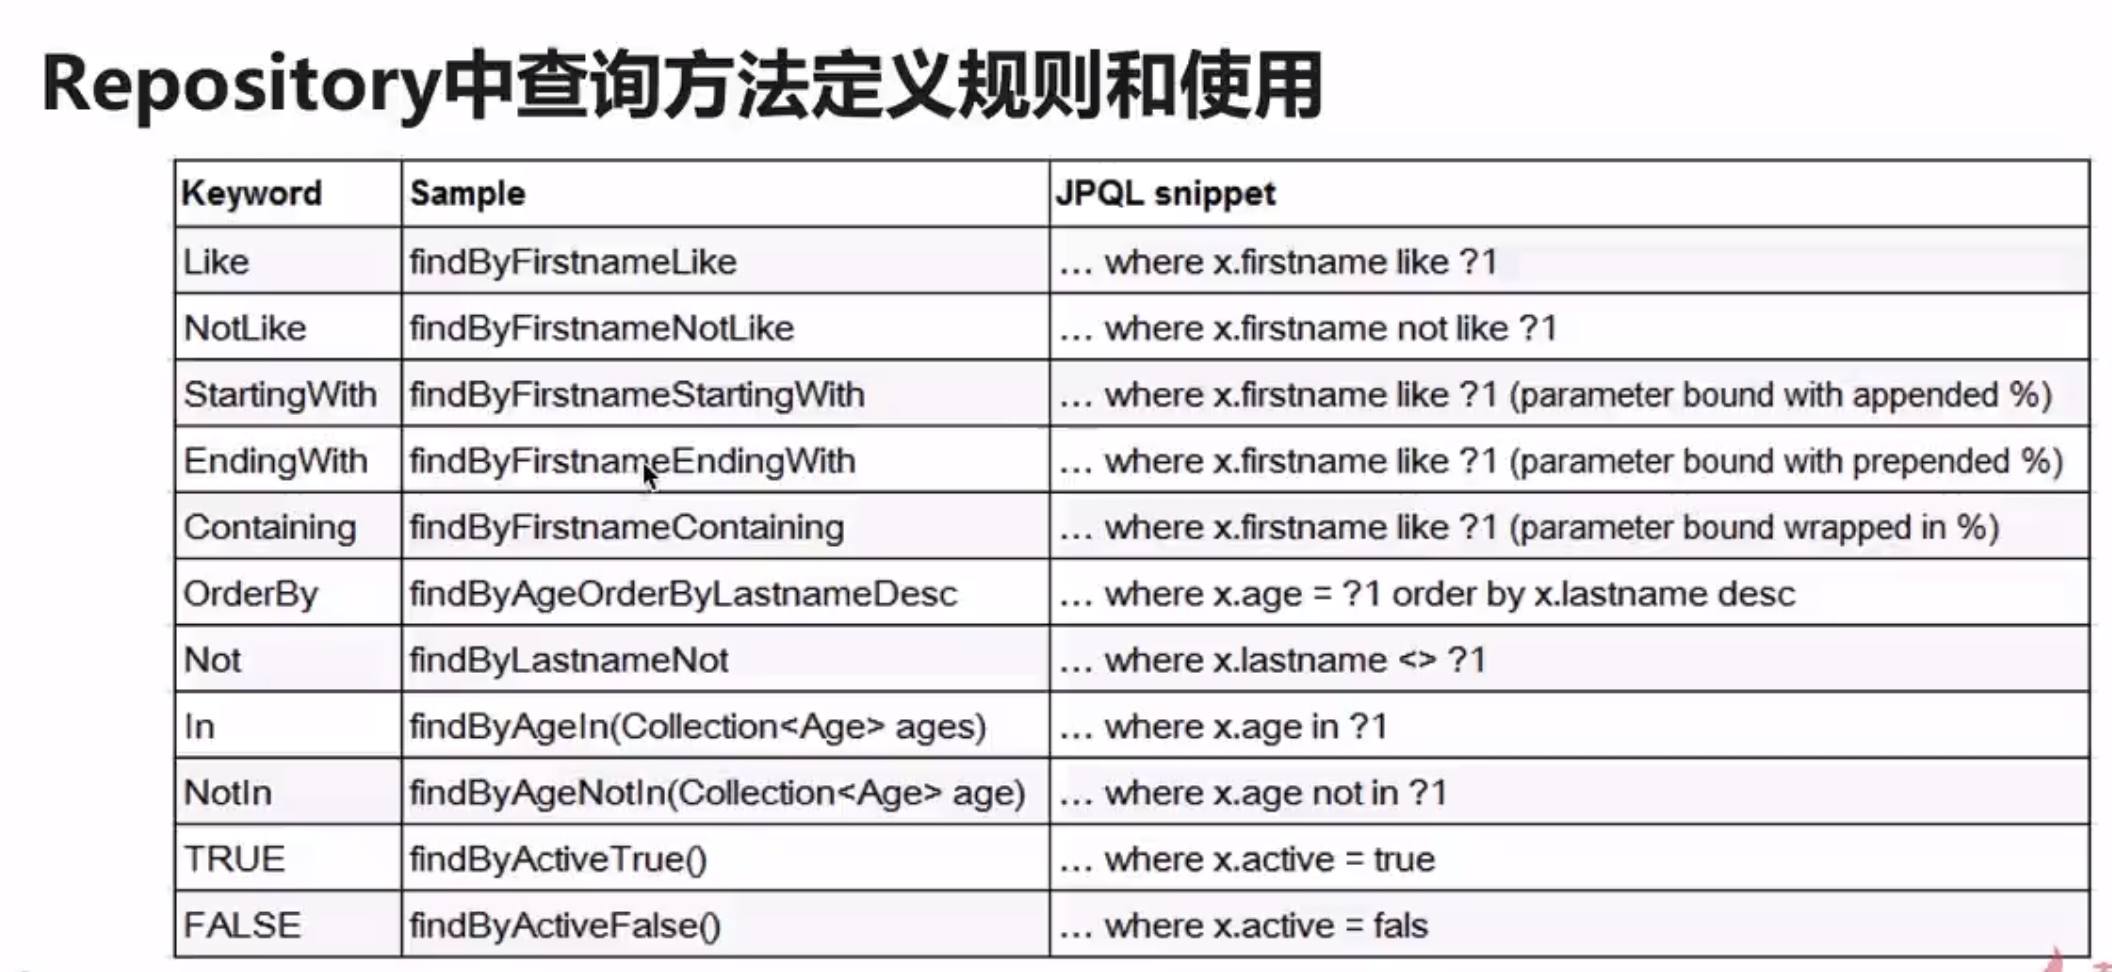 Repository中查询方法定义规则和使用
Keyword Sample JPQL snippet
Like findByFirstnameLike … where x.firstname like ?1
NotLike findByFirstnameNotLike … where x.firstname not like ?1
StartingWith findByFirstnameStartingWith … where x.firstname like ?1 (parameter bound with appended %)
EndingWith findByFirstnameEndingWith … where x.firstname like ?1 (parameter bound with prepended %)
Containing findByFirstnameContaining … where x.firstname like ?1 (parameter bound wrapped in %)
OrderBy findByAgeOrderByLastnameDesc … where x.age = ?1 order by x.lastname desc
Not findByLastnameNot … where x.lastname <> ?1
In findByAgeIn(Collection<Age> ages) … where x.age in ?1
NotIn findByAgeNotIn(Collection<Age> age) … where x.age not in ?1
TRUE findByActiveTrue() … where x.active = true
FALSE findByActiveFalse() … where x.active = fals